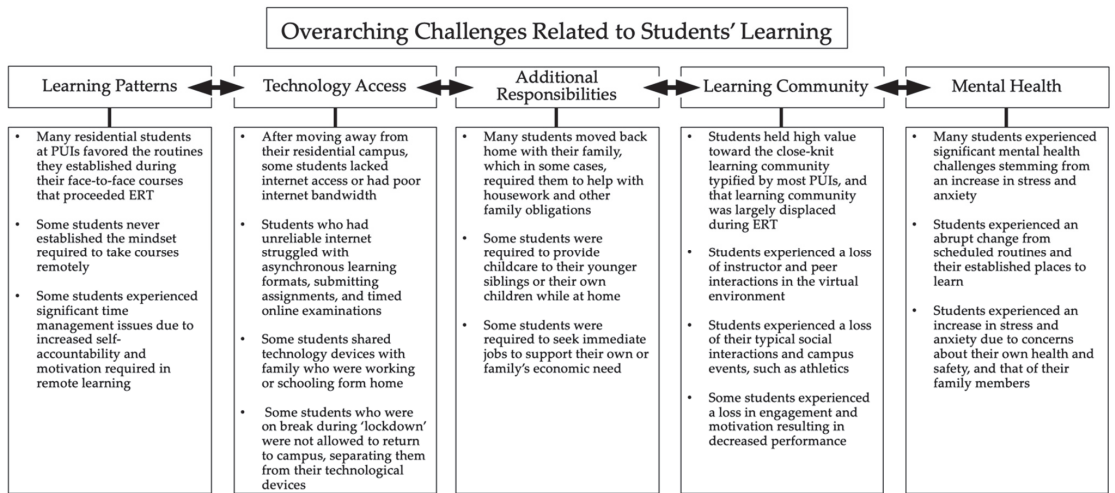 Overarching Challenges Related to Students' Learning
Learning Patterns
Technology Access
Additional
Responsibilities
Learning Community
Mental Health
• Many residential students
at PUIs favored the routines
they established during
their face-to-face courses
that proceeded ERT
• Some students never
established the mindset
required to take courses
remotely
• Some students experienced
significant time
management issues due to
increased self-
accountability and
motivation required in
remote learning
• After moving away from
their residential campus,
some students lacked
internet access or had poor
internet bandwidth
• Students who had
unreliable internet
struggled with
asynchronous learning
formats, submitting
assignments, and timed
online examinations
• Some students shared
technology devices with
family who were working
or schooling form home
• Some students who were
on break during 'lockdown'
were not allowed to return
to campus, separating them
from their technological
devices
• Many students moved back
home with their family,
which in some cases,
required them to help with
housework and other
family obligations
• Some students were
required to provide
childcare to their younger
siblings or their own
children while at home
• Some students were
required to seek immediate
jobs to support their own or
family's economic need
• Students held high value
toward the close-knit
learning community
typified by most PUIs, and
that learning community
was largely displaced
during ERT
• Students experienced a loss
of instructor and peer
interactions in the virtual
environment
• Students experienced a loss
of their typical social
interactions and campus
events, such as athletics
• Some students experienced
a loss in engagement and
motivation resulting in
decreased performance
• Many students experienced
significant mental health
challenges stemming from
an increase in stress and
anxiety
• Students experienced an
abrupt change from
scheduled routines and
their established places to
learn
• Students experienced an
increase in stress and
anxiety due to concerns
about their own health and
safety, and that of their
family members